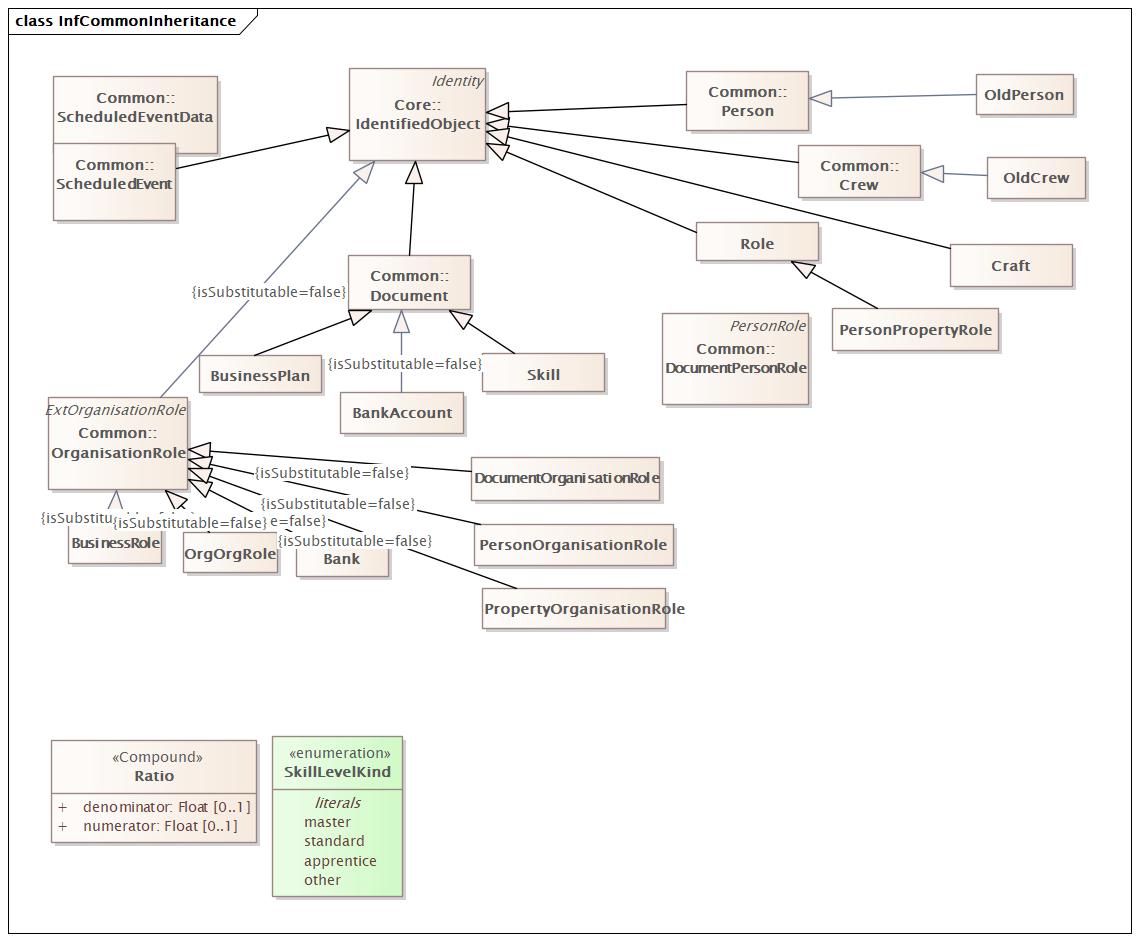 class InfCommonInheritance
Common::
ScheduledEventData
Common::
ScheduledEvent
Identity
Core::
IdentifiedObject
Common::
Person
OldPerson
Common::
Crew
OldCrew
Role
Craft
PersonPropertyRole
PersonRole
Common::
DocumentPersonRole
{isSubstitutable=false}
Common::
Document
BusinessPlan
{isSubstitutable=false}
BankAccount
Skill
ExtOrganisationRole
Common::
OrganisationRole
{isSubstitutable=false}
DocumentOrganisationRole
{isSubstitutable=false}
{isSubstitu
{isSubstitutable=false}
e=false}
{isSubstitutable=false}
BusinessRole
OrgOrgRole
Bank
PersonOrganisationRole
PropertyOrganisationRole
«Compound»
Ratio
+ denominator: Float [0..1]
+ numerator: Float [0..1]
«enumeration»
SkillLevelKind
literals
master
standard
apprentice
other